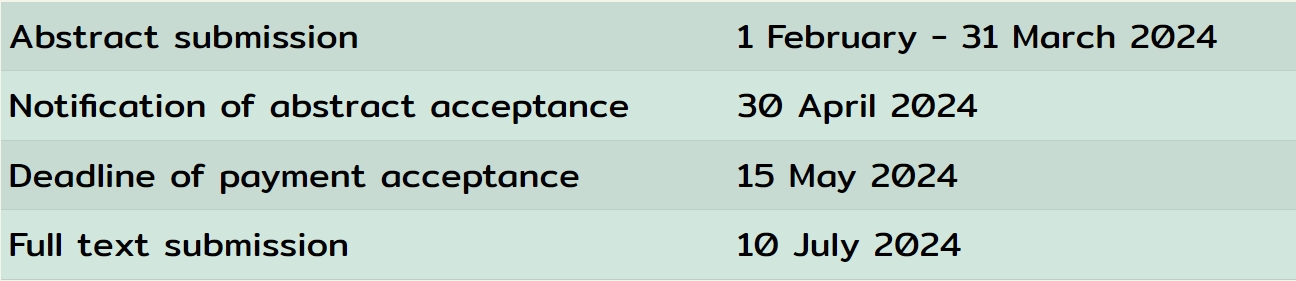 Abstract submission 1 February - 31 March 2024
Notification of abstract acceptance 30 April 2024
Deadline of payment acceptance 15 May 2024
Full text submission 10 July 2024